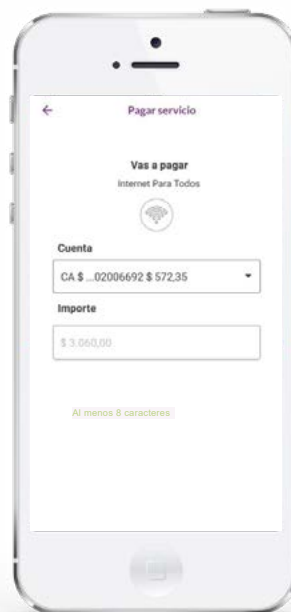 Pagar servicio
Vas a pagar
Internet Para Todos
Cuenta
CA $ ...02006692 $ 572,35
Importe
$ 3.060,00
Al menos 8 caracteres